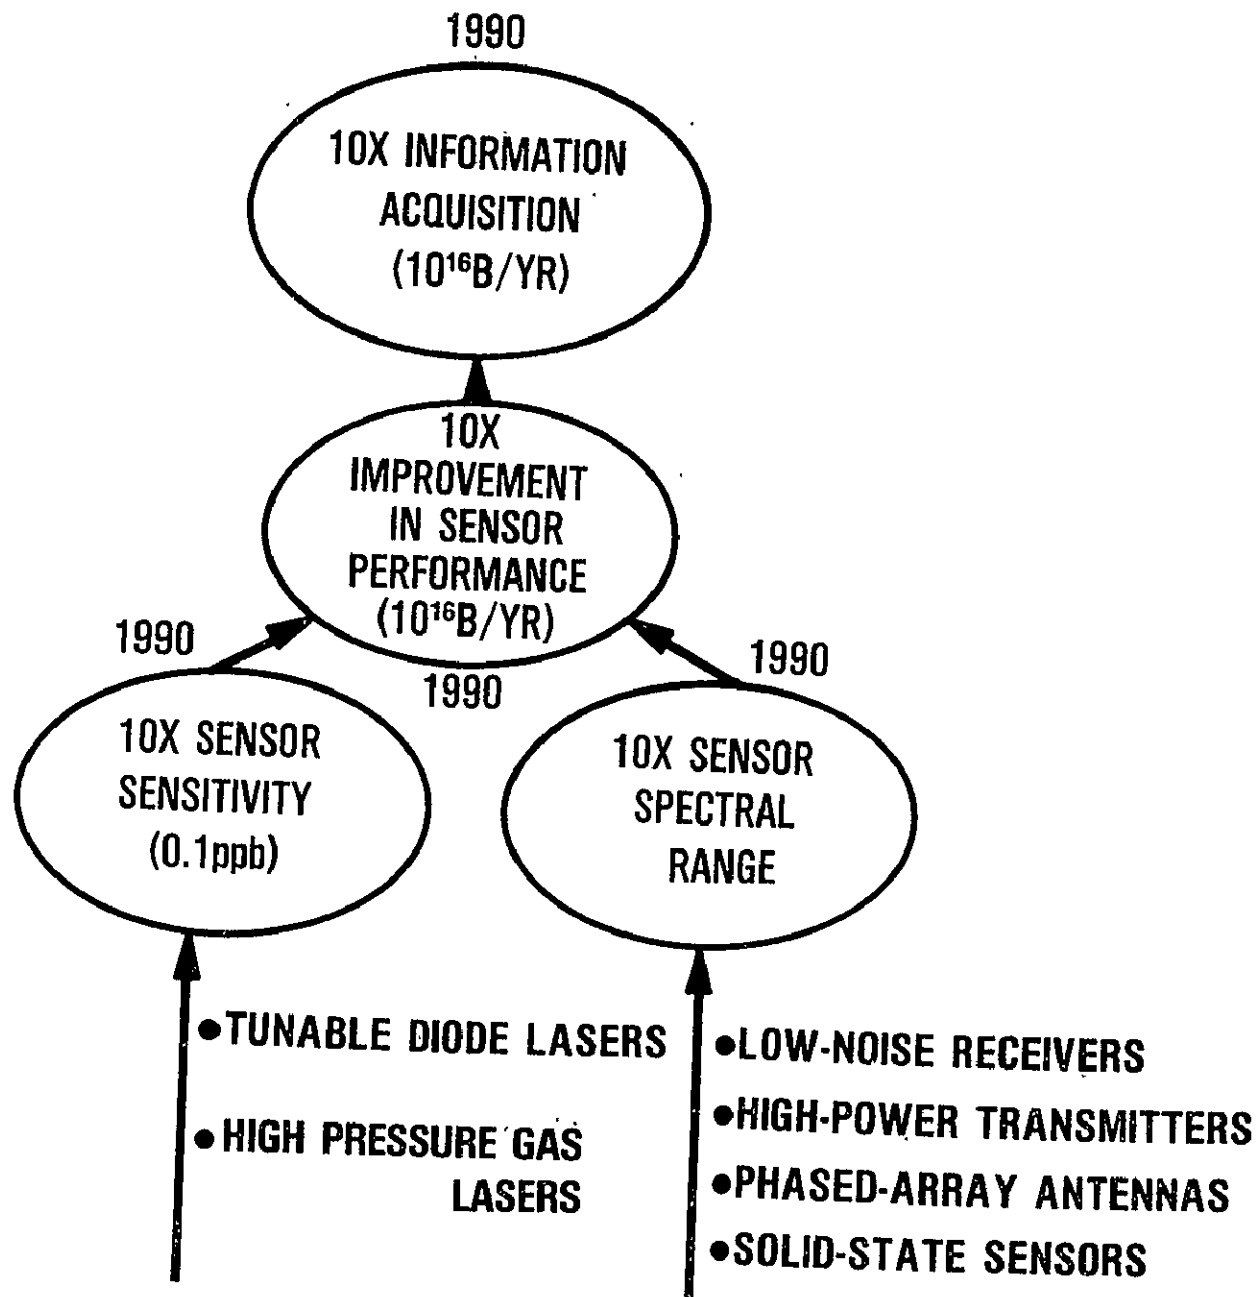 1990
10X INFORMATION
ACQUISITION
(10¹⁶B/YR)
10X
IMPROVEMENT
IN SENSOR
PERFORMANCE
(10¹⁶B/YR)
1990
1990
1990
10X SENSOR
SENSITIVITY
(0.1ppb)
10X SENSOR
SPECTRAL
RANGE
●TUNABLE DIODE LASERS
●HIGH PRESSURE GAS
LASERS
●LOW-NOISE RECEIVERS
●HIGH-POWER TRANSMITTERS
●PHASED-ARRAY ANTENNAS
●SOLID-STATE SENSORS